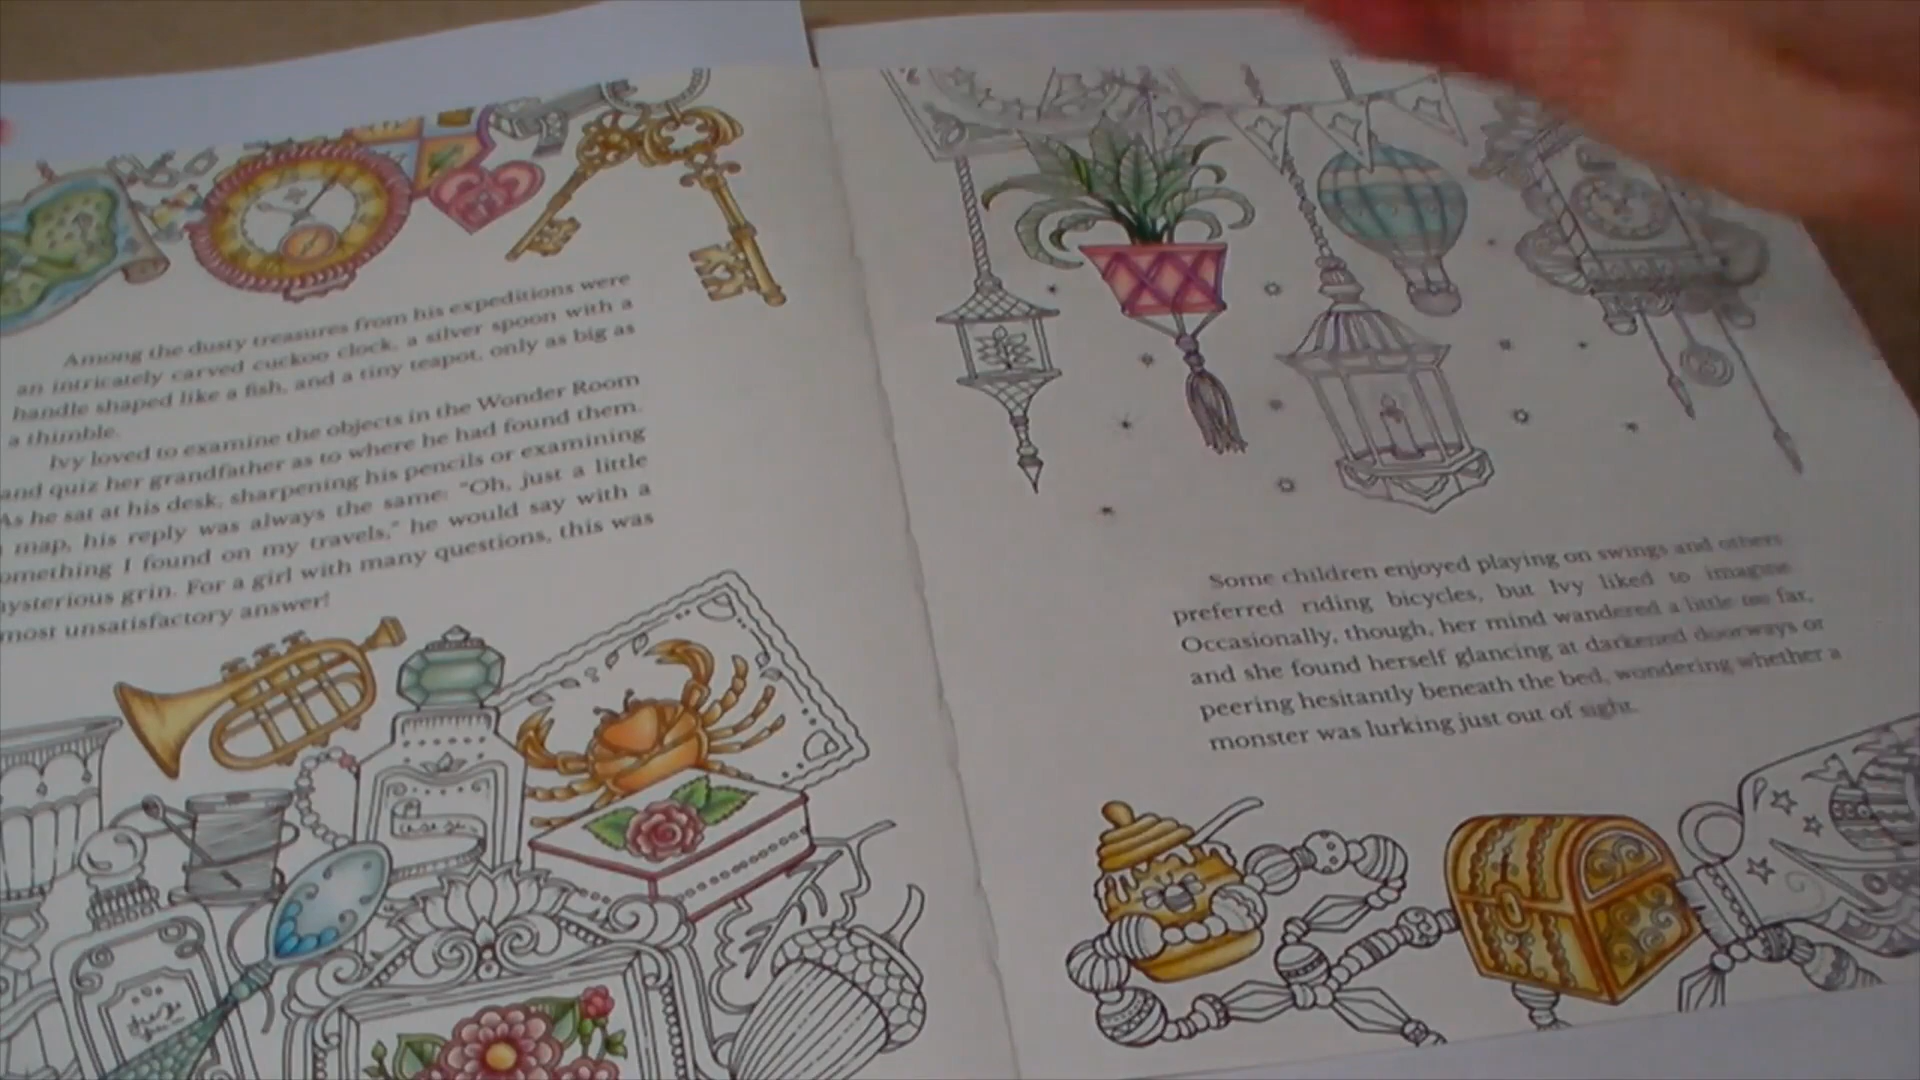 Among the dusty treasures from his expeditions were
an intricately carved cuckoo clock, a silver spoon with a
handle shaped like a fish, and a tiny teapot, only as big as
a thimble.
Ivy loved to examine the objects in the Wonder Room
and quiz her grandfather as to where he had found them.
As he sat at his desk, sharpening his pencils or examining
map, his reply was always the same: "Oh, just a little
omething I found on my travels," he would say with a
ysterious grin. For a girl with many questions, this was
most unsatisfactory answer!
Some children enjoyed playing on swings and others
preferred riding bicycles, but Ivy liked to imagine.
Occasionally, though, her mind wandered a little too far,
and she found herself glancing at darkened doorways or
peering hesitantly beneath the bed, wondering whether a
monster was lurking just out of sight.